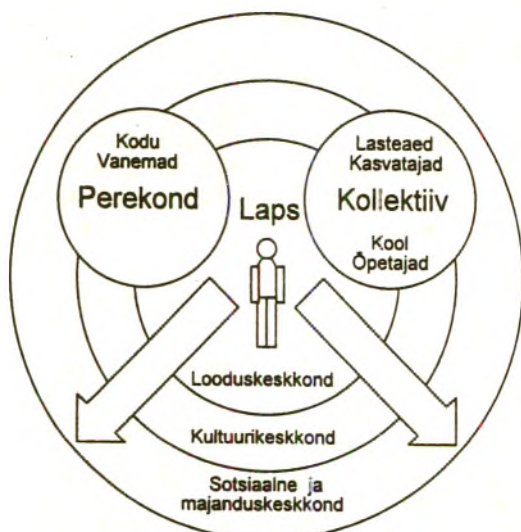 Kodu
Vanemad
Perekond
Lasteaed
Kasvatajad
Kollektiiv
Kool
Õpetajad
Laps
Looduskeskkond
Kultuurikeskkond
Sotsiaalne ja
majanduskeskkond